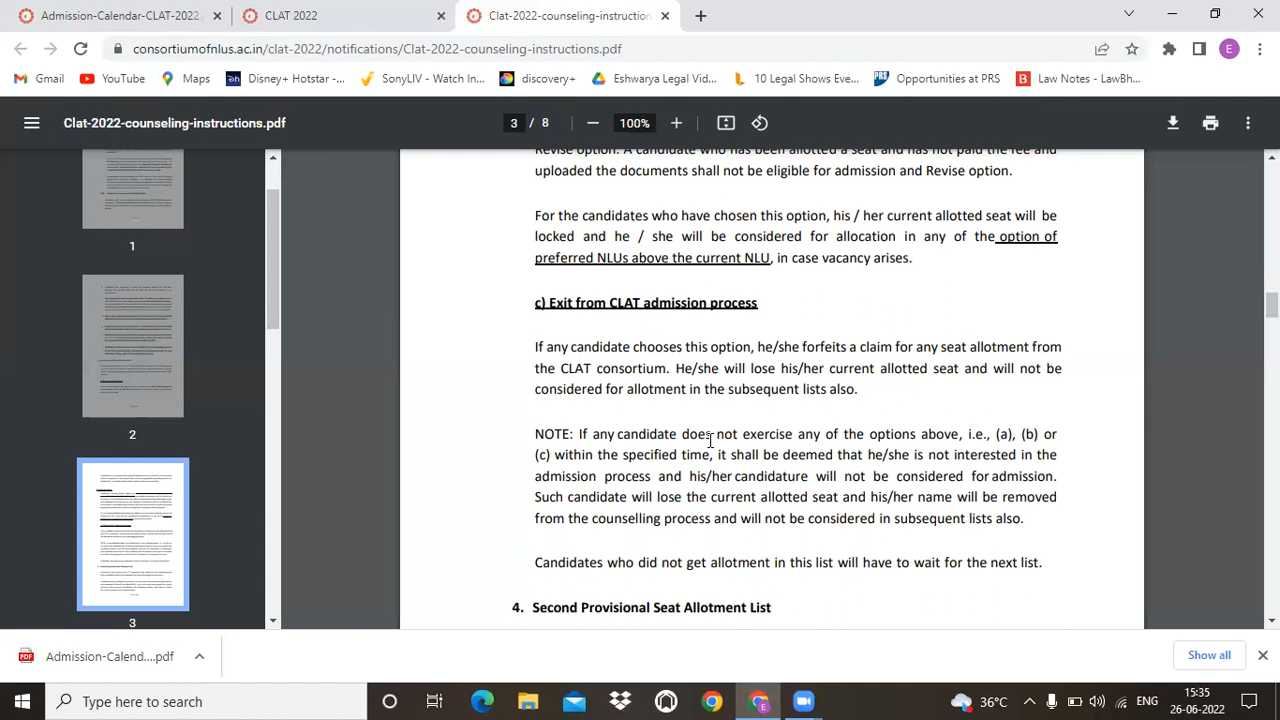 Admission-Calendar-CLAT-2022
CLAT 2022
Clat-2022-counseling-instruction
consortiumofnlus.ac.in/clat-2022/notifications/Clat-2022-counseling-instructions.pdf
E
Gmail
YouTube
Maps
Disney+ Hotstar -...
SonyLIV - Watch In...
discovery+
Eshwarya Legal Vid...
10 Legal Shows Eve...
PRS
Opportunities at PRS
B
Law Notes - LawBh...
Clat-2022-counseling-instructions.pdf
3 / 8
100%
1
2
3
option. A candidate who has been allotted a seat and has not paid the fee and
uploaded the documents shall not be eligible for admission and Revise option.
For the candidates who have chosen this option, his / her current allotted seat will be
locked and he / she will be considered for allocation in any of the option of
preferred NLUs above the current NLU, in case vacancy arises.
c) Exit from CLAT admission process
If any candidate chooses this option, he/she forfeits a claim for any seat allotment from
the CLAT consortium. He/she will lose his/her current allotted seat and will not be
considered for allotment in the subsequent lists also.
NOTE: If any candidate does not exercise any of the options above, i.e., (a), (b) or
(c) within the specified time, it shall be deemed that he/she is not interested in the
admission process and his/her candidature will not be considered for admission.
Such candidate will lose the current allotted seat and his/her name will be removed
from the counselling process and will not be considered in subsequent lists also.
Candidates who did not get allotment in this list will have to wait for the next list.
4. Second Provisional Seat Allotment List
Admission-Calend....pdf
Show all
Type here to search
E
36°C
ENG
15:35
26-06-2022